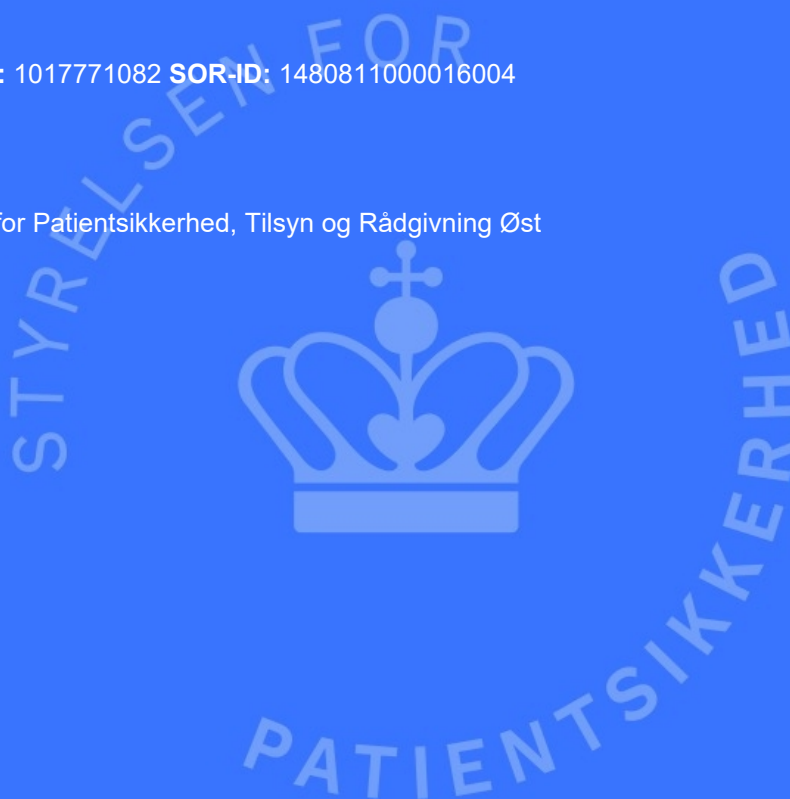 : 1017771082 SOR-ID: 1480811000016004
for Patientsikkerhed, Tilsyn og Rådgivning Øst
STYRELSEN FOR
PATIENTSIKKERHED